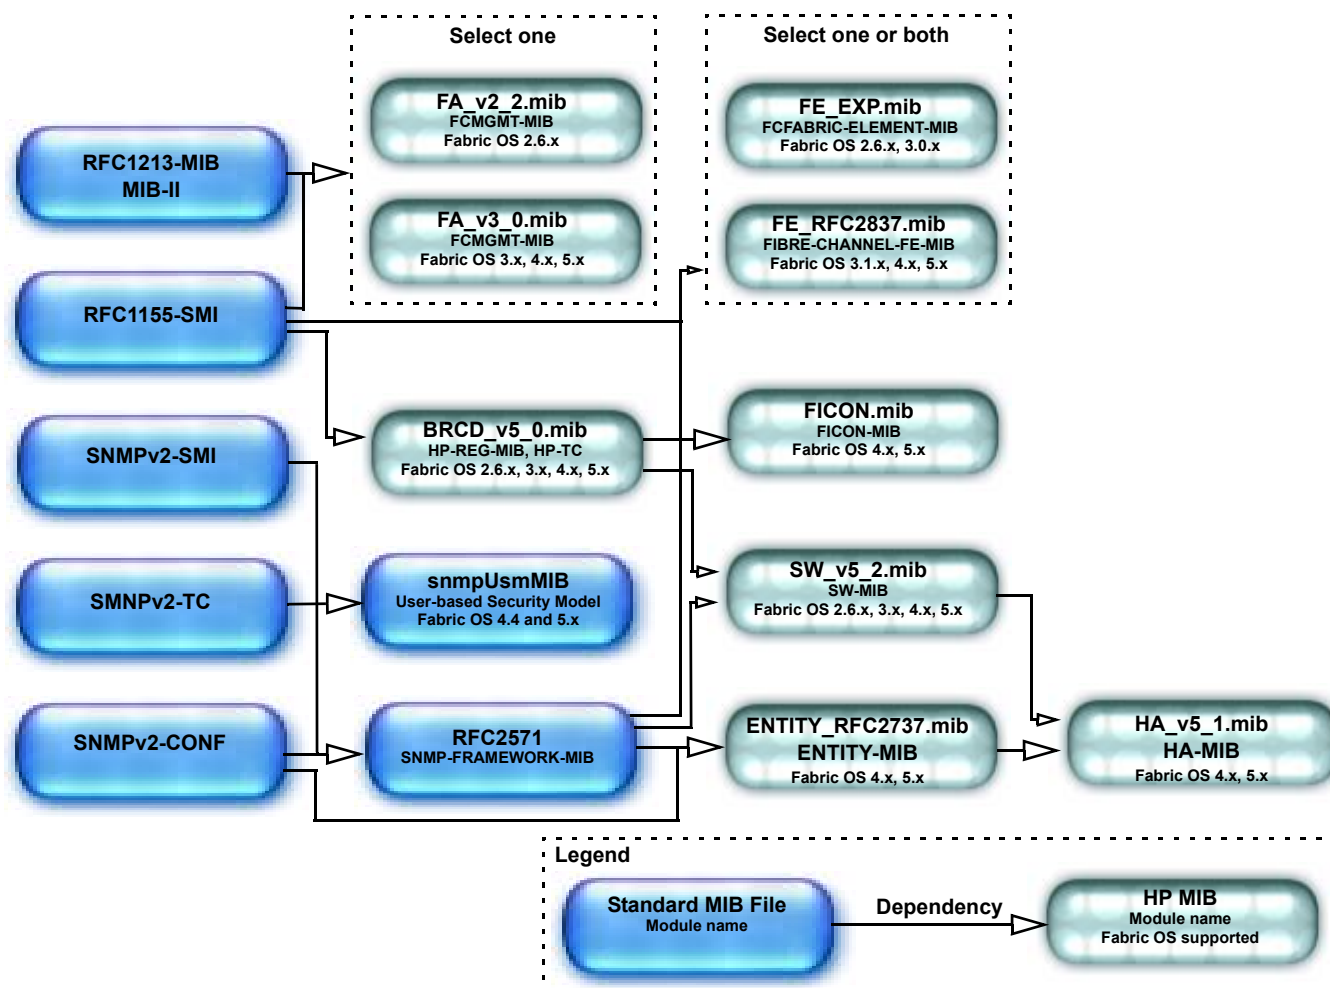 Select one
FA_v2_2.mib
FCMGMT-MIB
Fabric OS 2.6.x
FA_v3_0.mib
FCMGMT-MIB
Fabric OS 3.x, 4.x, 5.x
Select one or both
FE_EXP.mib
FCFABRIC-ELEMENT-MIB
Fabric OS 2.6.x, 3.0.x
FE_RFC2837.mib
FIBRE-CHANNEL-FE-MIB
Fabric OS 3.1.x, 4.x, 5.x
RFC1213-MIB
MIB-II
RFC1155-SMI
SNMPv2-SMI
SMNPv2-TC
SNMPv2-CONF
BRCD_v5_0.mib
HP-REG-MIB, HP-TC
Fabric OS 2.6.x, 3.x, 4.x, 5.x
snmpUsmMIB
User-based Security Model
Fabric OS 4.4 and 5.x
RFC2571
SNMP-FRAMEWORK-MIB
FICON.mib
FICON-MIB
Fabric OS 4.x, 5.x
SW_v5_2.mib
SW-MIB
Fabric OS 2.6.x, 3.x, 4.x, 5.x
ENTITY_RFC2737.mib
ENTITY-MIB
Fabric OS 4.x, 5.x
HA_v5_1.mib
HA-MIB
Fabric OS 4.x, 5.x
Legend
Standard MIB File
Module name
Dependency
HP MIB
Module name
Fabric OS supported